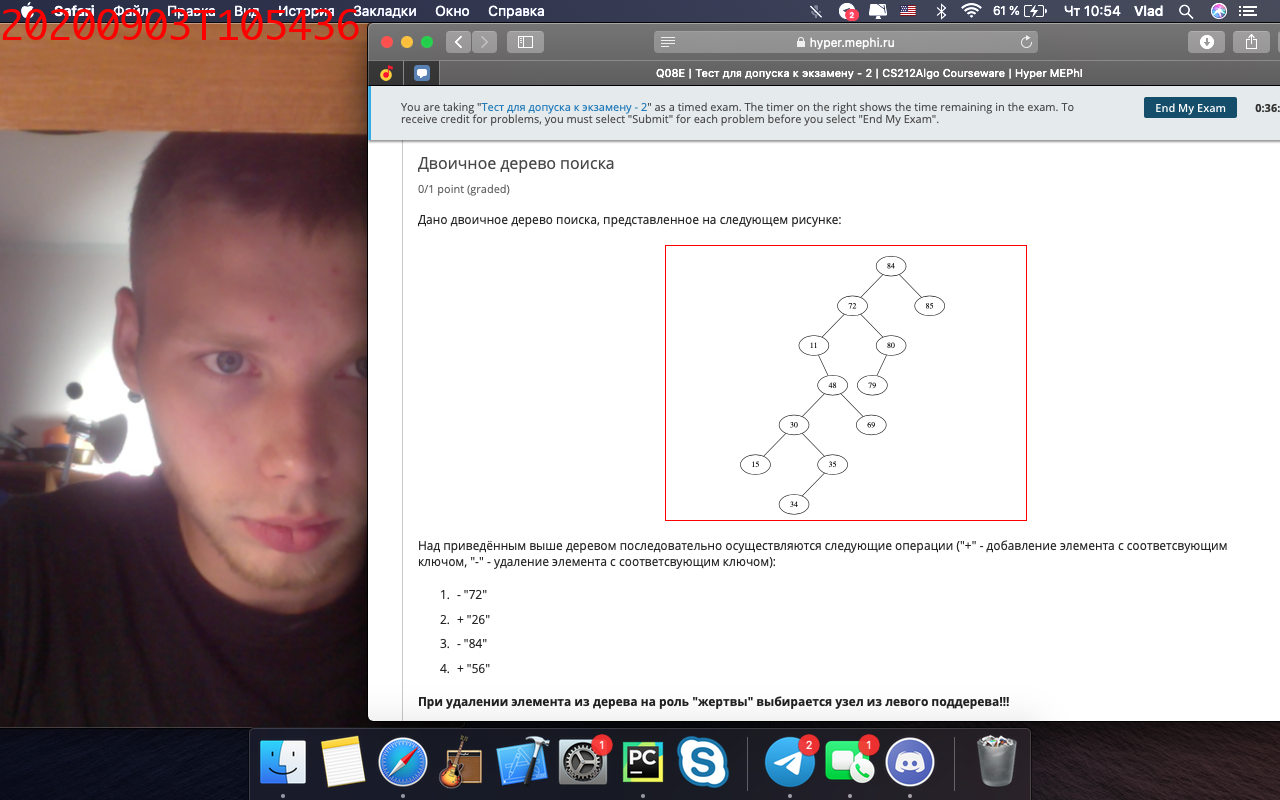 20200903T105436
Safari Файл Правка Вид История Закладки Окно Справка
2
61 %
Чт 10:54 Vlad
hyper.mephi.ru
Q08E | Тест для допуска к экзамену - 2 | CS212Algo Courseware | Hyper MEPhI
You are taking "Тест для допуска к экзамену - 2" as a timed exam. The timer on the right shows the time remaining in the exam. To
receive credit for problems, you must select "Submit" for each problem before you select "End My Exam".
End My Exam
0:36:
Двоичное дерево поиска
0/1 point (graded)
Дано двоичное дерево поиска, представленное на следующем рисунке:
84
72 85
11 80
48 79
30 69
15 35
34
Над приведённым выше деревом последовательно осуществляются следующие операции ("+" - добавление элемента с соответсвующим
ключом, "-" - удаление элемента с соответсвующим ключом):
1. - "72"
2. + "26"
3. - "84"
4. + "56"
При удалении элемента из дерева на роль "жертвы" выбирается узел из левого поддерева!!!
1
PC
2
1